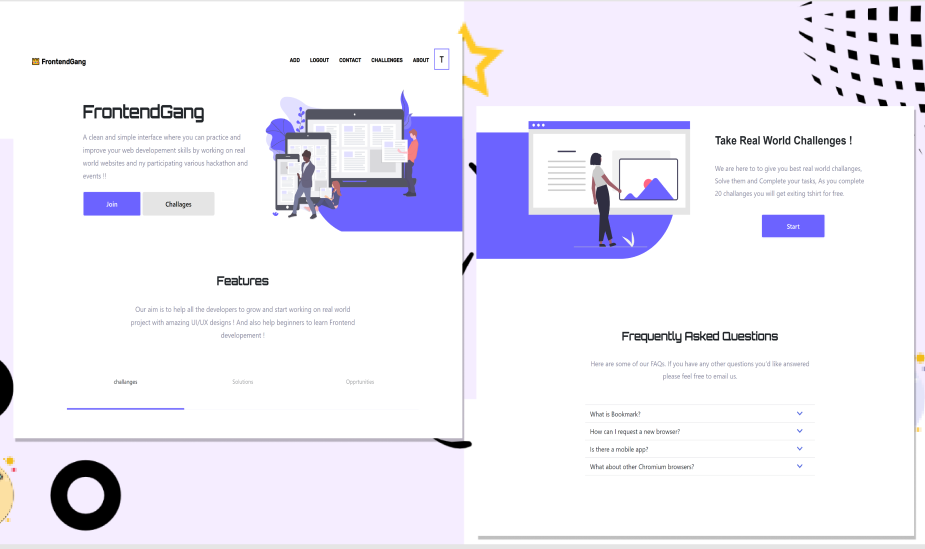 FrontendGang
ADD LOGOUT CONTACT CHALLENGES ABOUT T
FrontendGang
A clean and simple interface where you can practice and
improve your web developement skills by working on real
world websites and ny participating various hackathon and
events !!
Join Challages
Features
Our aim is to help all the developers to grow and start working on real world
project with amazing UI/UX designs ! And also help beginners to learn Frontend
developement !
challanges Solutions Opprtunities
Take Real World Challenges !
We are here to to give you best real world challanges,
Solve them and Complete your tasks, As you complete
20 challanges you will get exiting tshirt for free.
Start
Frequently Asked Questions
Here are some of our FAQs. If you have any other questions you'd like answered
please feel free to email us.
What is Bookmark?
How can I request a new browser?
Is there a mobile app?
What about other Chromium browsers?